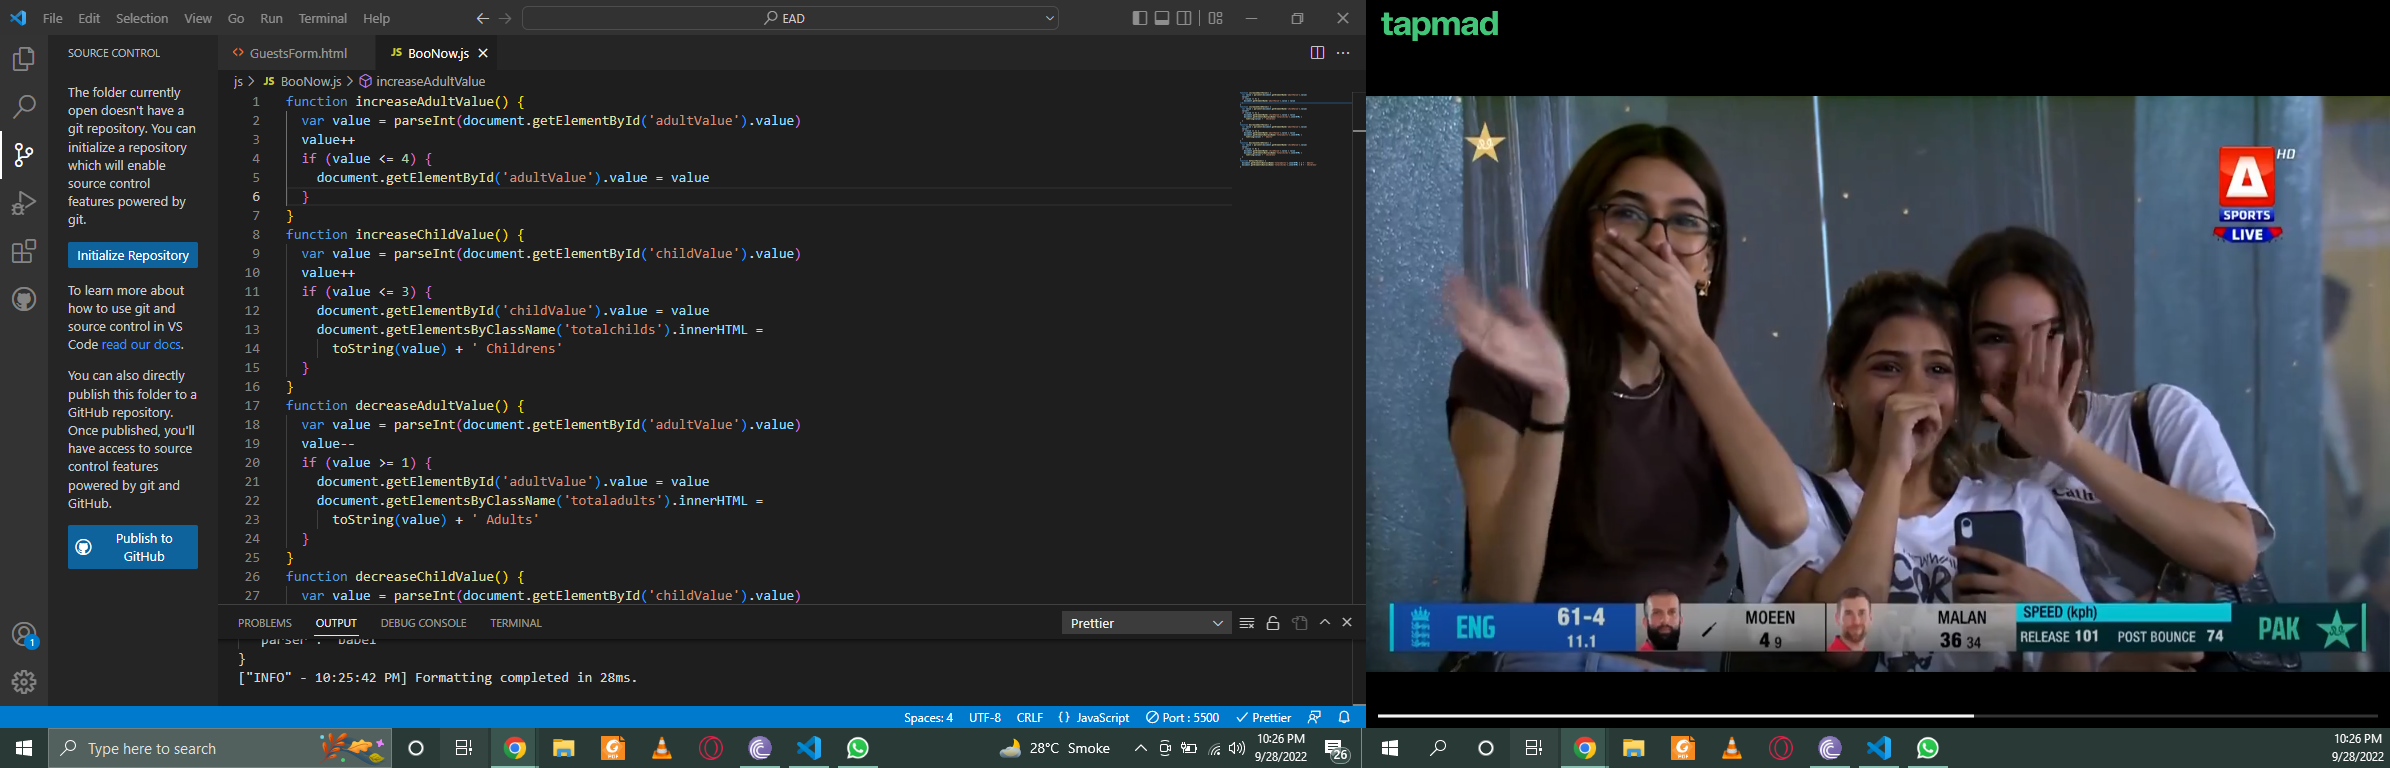 File Edit Selection View Go Run Terminal Help
EAD
SOURCE CONTROL
The folder currently
open doesn't have a
git repository. You can
initialize a repository
which will enable
source control
features powered by
git.
Initialize Repository
To learn more about
how to use git and
source control in VS
Code read our docs.
You can also directly
publish this folder to a
GitHub repository.
Once published, you'll
have access to source
control features
powered by git and
GitHub.
Publish to
GitHub
1
GuestsForm.html
JS BooNow.js
js > JS BooNow.js > increaseAdultValue
1 function increaseAdultValue() {
2 var value = parseInt(document.getElementById('adultValue').value)
3 value++
4 if (value <= 4) {
5 document.getElementById('adultValue').value = value
6 }
7 }
8 function increaseChildValue() {
9 var value = parseInt(document.getElementById('childValue').value)
10 value++
11 if (value <= 3) {
12 document.getElementById('childValue').value = value
13 document.getElementsByClassName('totalchilds').innerHTML =
14 toString(value) + ' Childrens'
15 }
16 }
17 function decreaseAdultValue() {
18 var value = parseInt(document.getElementById('adultValue').value)
19 value--
20 if (value >= 1) {
21 document.getElementById('adultValue').value = value
22 document.getElementsByClassName('totaladults').innerHTML =
23 toString(value) + ' Adults'
24 }
25 }
26 function decreaseChildValue() {
27 var value = parseInt(document.getElementById('childValue').value)
PROBLEMS OUTPUT DEBUG CONSOLE TERMINAL
Prettier
"parser": "babel"
}
["INFO" - 10:25:42 PM] Formatting completed in 28ms.
Spaces: 4 UTF-8 CRLF {} JavaScript Port : 5500 Prettier
Type here to search
28°C Smoke
10:26 PM
9/28/2022
26
tapmad
A
HD
SPORTS
LIVE
ENG
61-4
11.1
MOEEN
4 9
MALAN
36 34
SPEED (kph)
RELEASE 101 POST BOUNCE 74
PAK
10:26 PM
9/28/2022